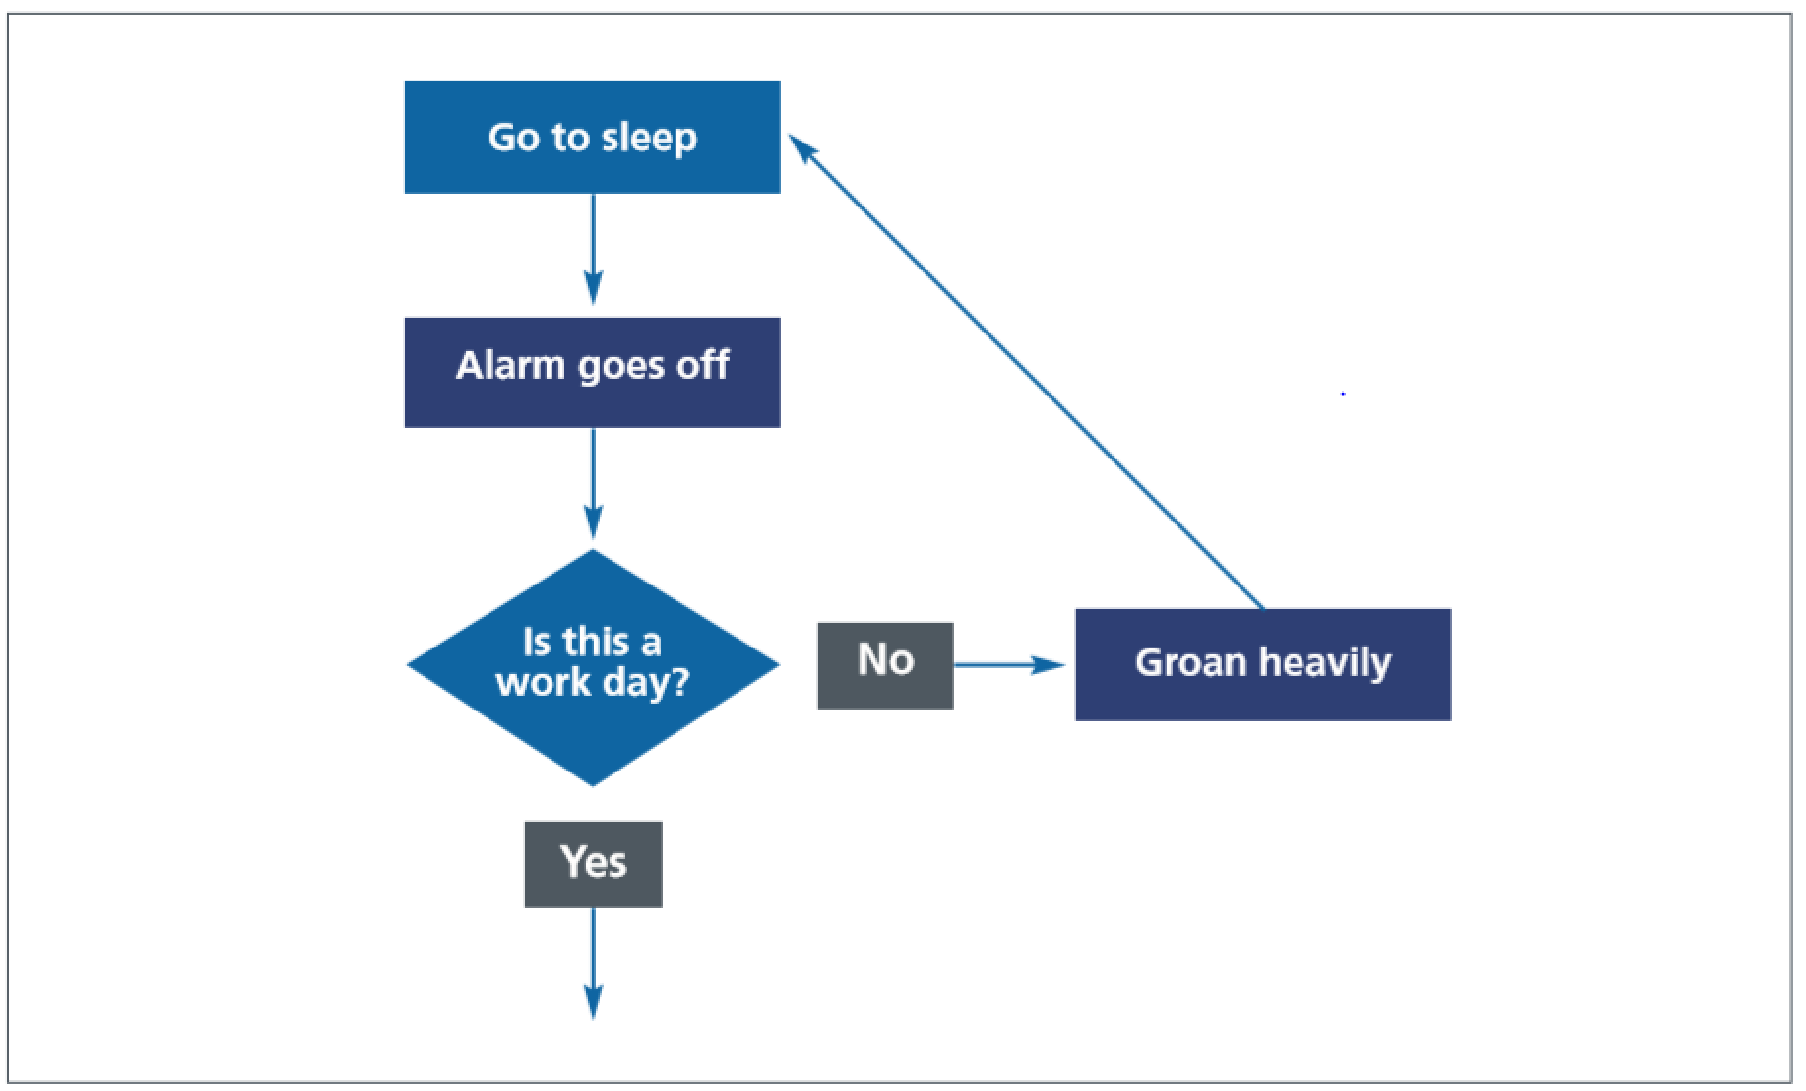 Go to sleep
Alarm goes off
Is this a
work day?
No
Groan heavily
Yes